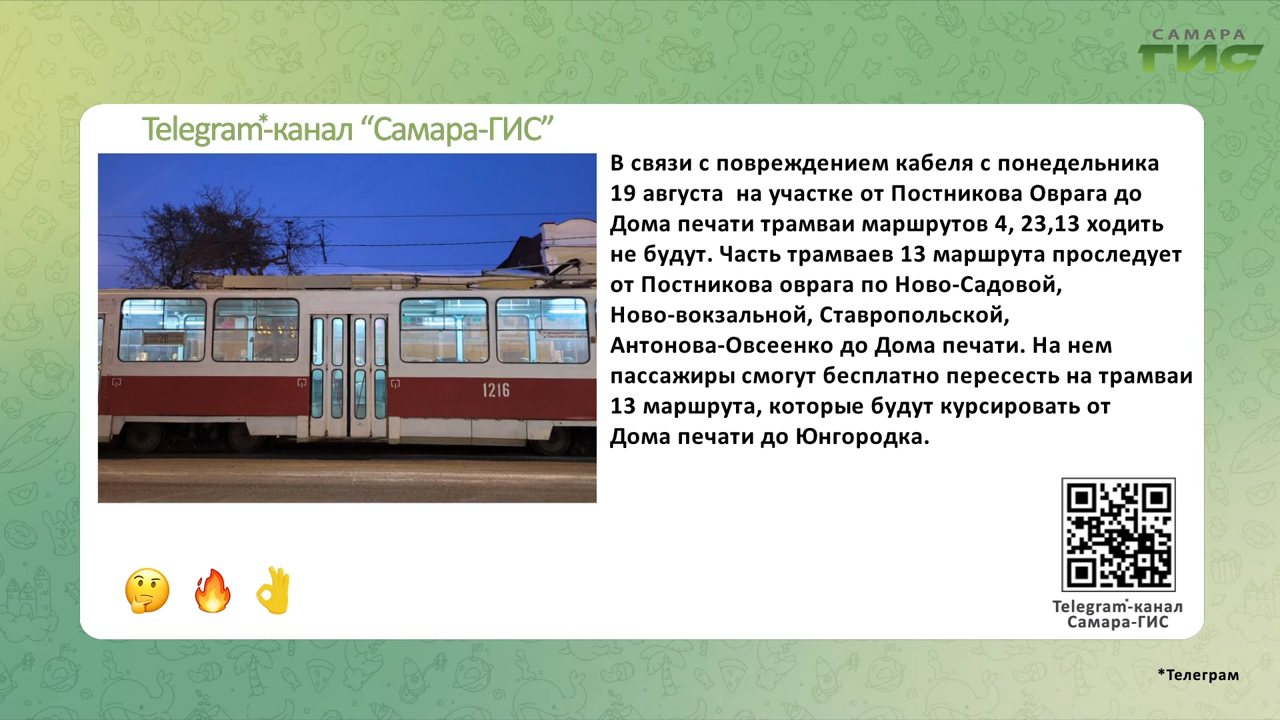 САМАРА
ГИС
Telegram*-канал “Самара-ГИС”
В связи с повреждением кабеля с понедельника
19 августа на участке от Постникова Оврага до
Дома печати трамваи маршрутов 4, 23,13 ходить
не будут. Часть трамваев 13 маршрута проследует
от Постникова оврага по Ново-Садовой,
Ново-вокзальной, Ставропольской,
Антонова-Овсеенко до Дома печати. На нем
пассажиры смогут бесплатно пересесть на трамваи
13 маршрута, которые будут курсировать от
Дома печати до Юнгородка.
1216
Telegram*-канал
Самара-ГИС
*Телеграм